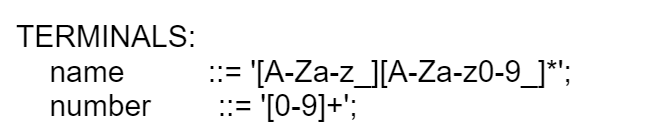 TERMINALS:
name ::= '[A-Za-z_][A-Za-z0-9_]*';
number ::= '[0-9]+';